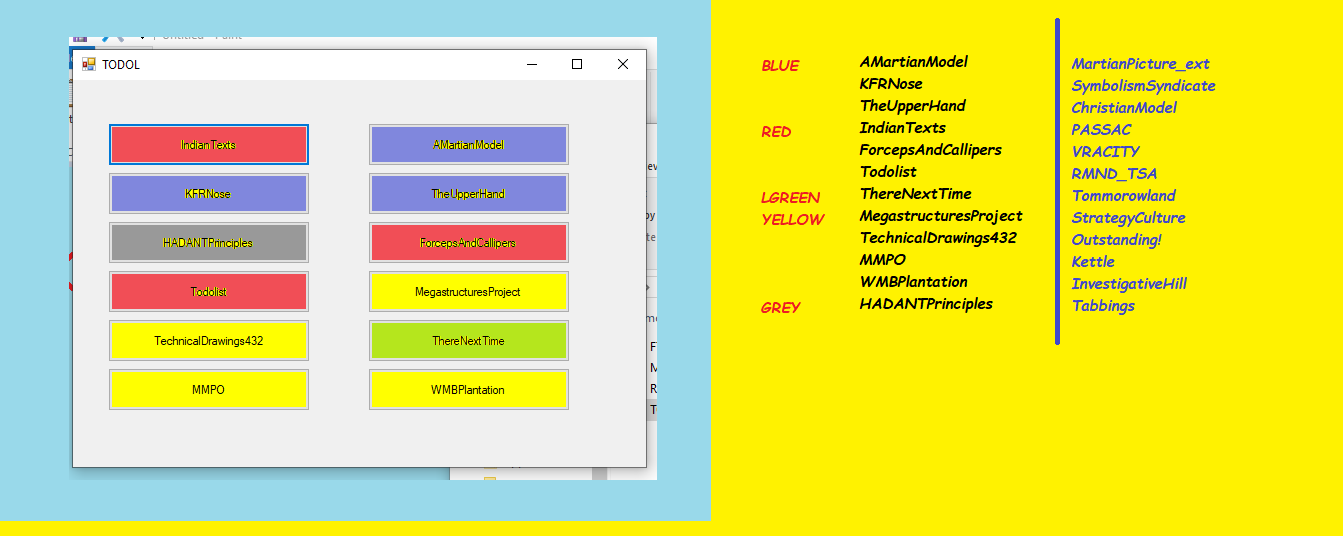 Untitled - Paint
TODOL
IndianTexts
AMartianModel
KFRNose
TheUpperHand
HADANTPrinciples
ForcepsAndCallipers
Todolist
MegastructuresProject
TechnicalDrawings432
ThereNextTime
MMPO
WMBPlantation
BLUE AMartianModel MartianPicture_ext
KFRNose SymbolismSyndicate
TheUpperHand ChristianModel
RED IndianTexts PASSAC
ForcepsAndCallipers VRACITY
Todolist RMND_TSA
LGREEN ThereNextTime Tommorowland
YELLOW MegastructuresProject StrategyCulture
TechnicalDrawings432 Outstanding!
MMPO Kettle
WMBPlantation InvestigativeHill
GREY HADANTPrinciples Tabbings